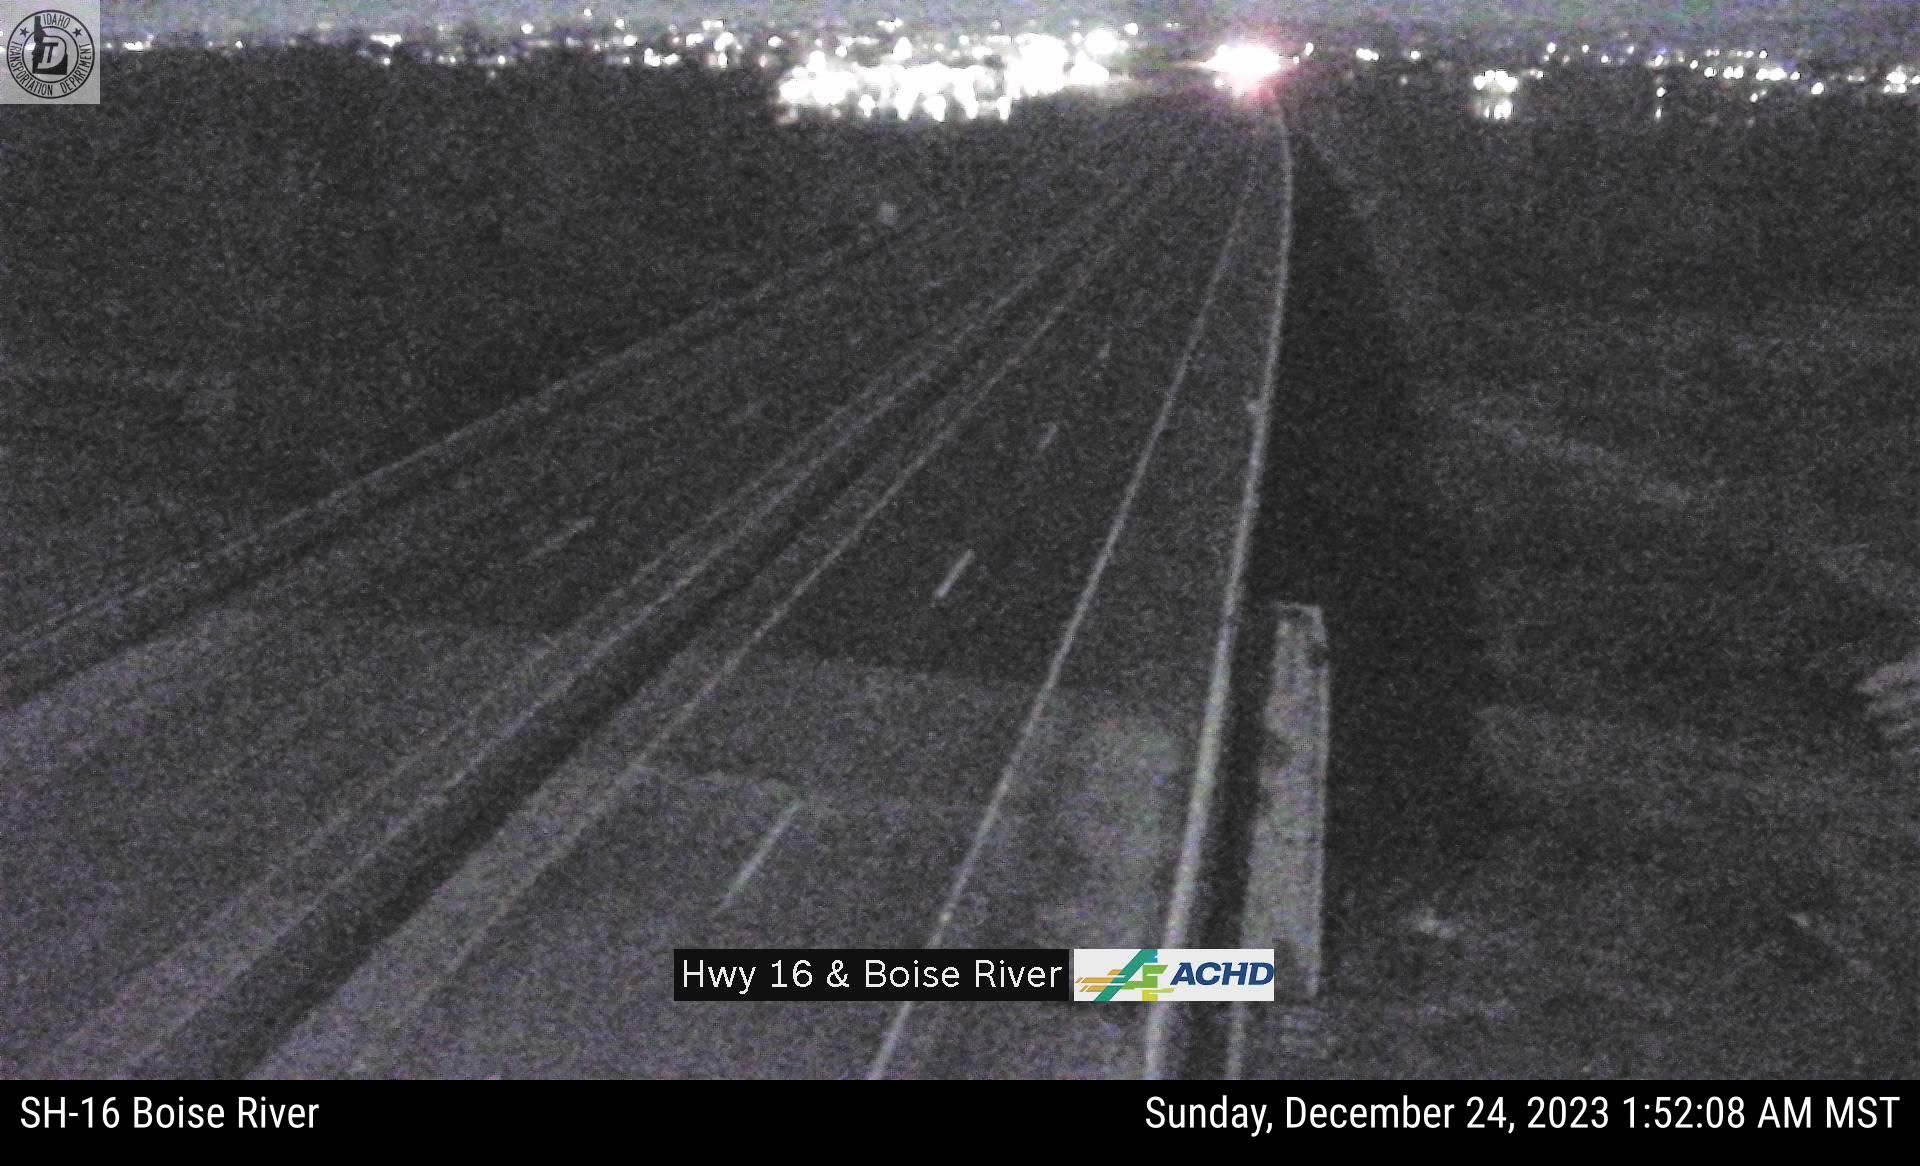 IDAHO
TRANSPORTATION DEPARTMENT
Hwy 16 & Boise River
ACHD
SH-16 Boise River
Sunday, December 24, 2023 1:52:08 AM MST